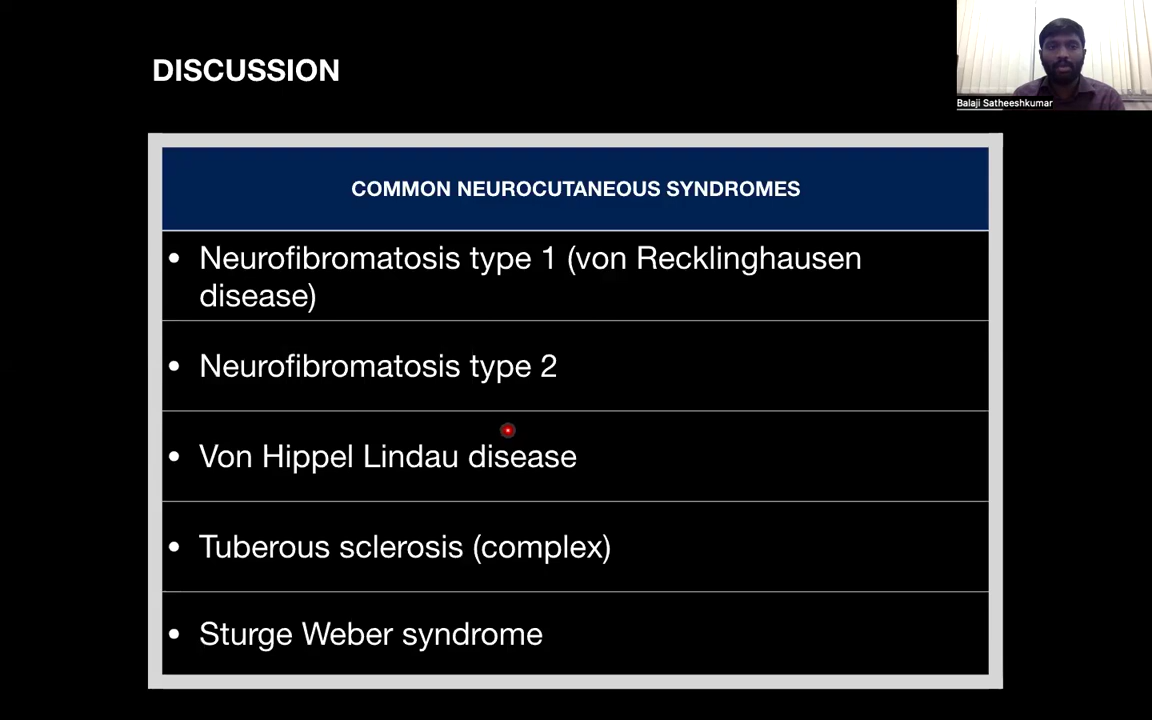 DISCUSSION
Balaji Satheeshkumar
COMMON NEUROCUTANEOUS SYNDROMES
• Neurofibromatosis type 1 (von Recklinghausen
disease)
• Neurofibromatosis type 2
• Von Hippel Lindau disease
• Tuberous sclerosis (complex)
• Sturge Weber syndrome